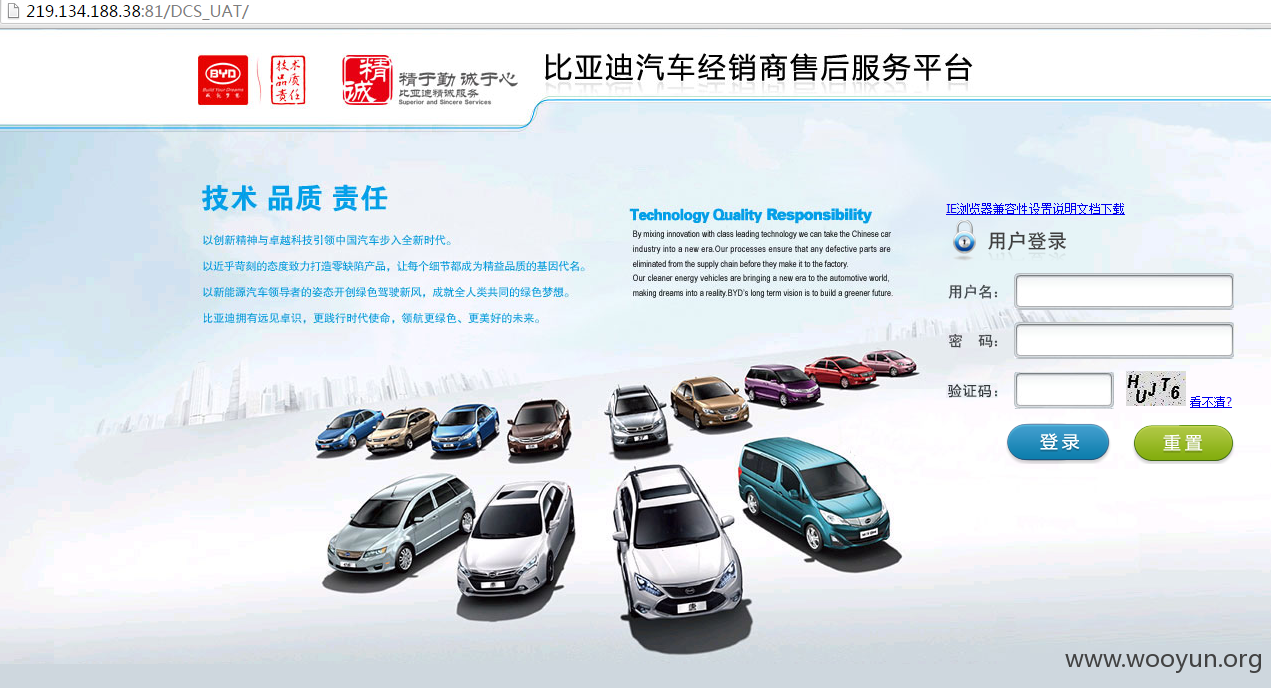 219.134.188.38:81/DCS_UAT/
BYD
Build Your Dreams
技术
品质
责任
精诚
精于勤 诚于心
比亚迪精诚服务
Superior and Sincere Services
比亚迪汽车经销商售后服务平台
技术 品质 责任
以创新精神与卓越科技引领中国汽车步入全新时代。
以近乎苛刻的态度致力打造零缺陷产品，让每个细节都成为精益品质的基因代名。
以新能源汽车领导者的姿态开创绿色驾驶新风，成就全人类共同的绿色梦想。
比亚迪拥有远见卓识，更践行时代使命，领航更绿色、更美好的未来。
Technology Quality Responsibility
By mixing innovation with class leading technology we can take the Chinese car
industry into a new era.Our processes ensure that any defective parts are
eliminated from the supply chain before they make it to the factory.
Our cleaner energy vehicles are bringing a new era to the automotive world,
making dreams into a reality.BYD's long term vision is to build a greener future.
IE浏览器兼容性设置说明文档下载
用户登录
用户名：
密 码：
验证码：
HUJT6
看不清?
登录
重置
唐
www.wooyun.org